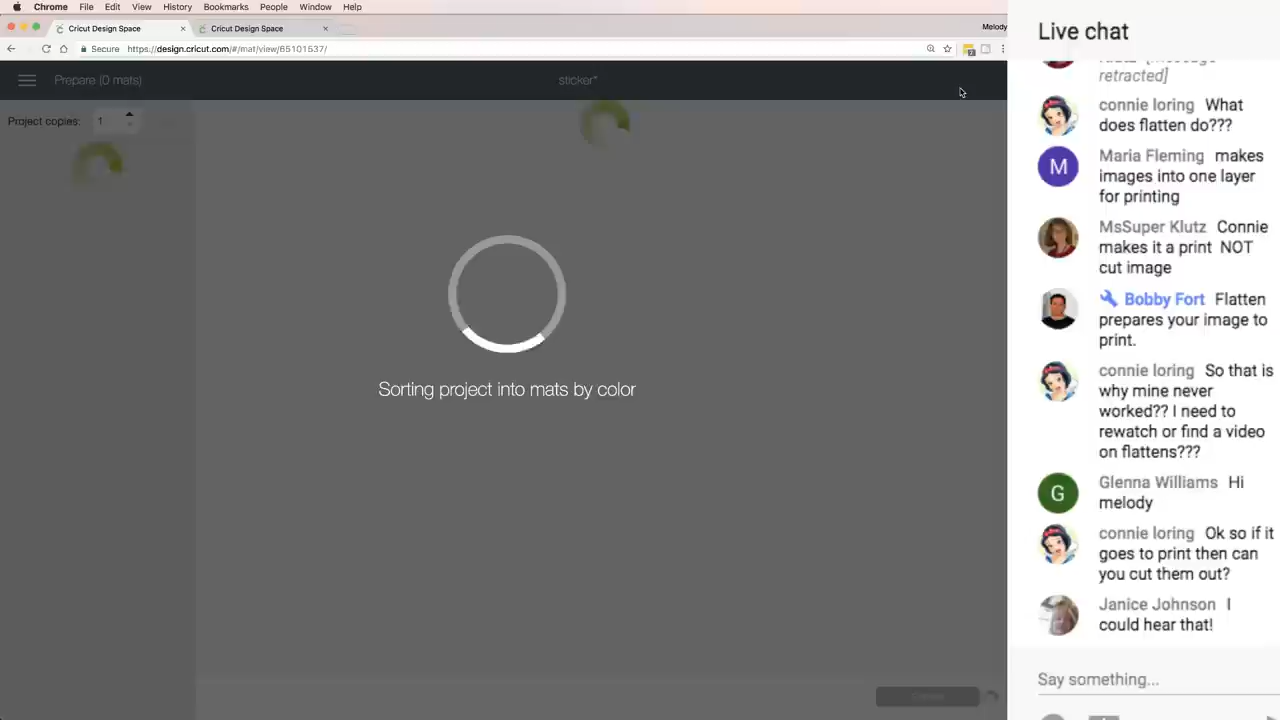 Chrome File Edit View History Bookmarks People Window Help
Cricut Design Space × Cricut Design Space × Melody
Secure https://design.cricut.com/#/mat/view/65101537/
Prepare (0 mats) sticker*
Project copies: 1
Sorting project into mats by color
Live chat
retracted]
connie loring What
does flatten do???
M Maria Fleming makes
images into one layer
for printing
MsSuper Klutz Connie
makes it a print NOT
cut image
Bobby Fort Flatten
prepares your image to
print.
connie loring So that is
why mine never
worked?? I need to
rewatch or find a video
on flattens???
G Glenna Williams Hi
melody
connie loring Ok so if it
goes to print then can
you cut them out?
Janice Johnson I
could hear that!
Say something...